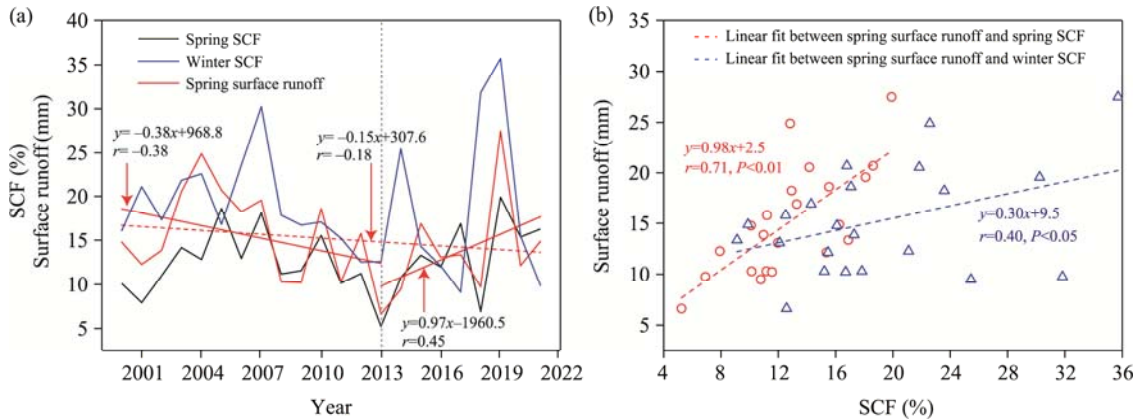 (a)
SCF (%)
Surface runoff (mm)
40
35
30
25
20
15
10
5
Spring SCF
Winter SCF
Spring surface runoff
y= −0.38x+968.8
r= −0.38
y= −0.15x+307.6
r= −0.18
y=0.97x−1960.5
r=0.45
2001 2004 2007 2010 2013 2016 2019 2022
Year
(b)
Surface runoff (mm)
35
30
25
20
15
10
5
Linear fit between spring surface runoff and spring SCF
Linear fit between spring surface runoff and winter SCF
y=0.98x+2.5
r=0.71, P<0.01
y=0.30x+9.5
r=0.40, P<0.05
4 8 12 16 20 24 28 32 36
SCF (%)